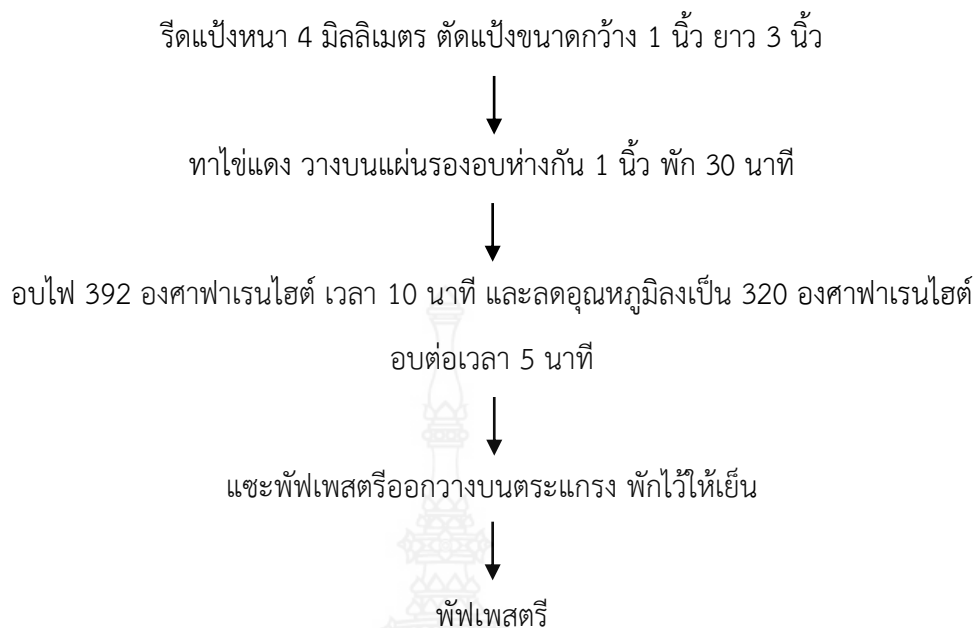 รีดแป้งหนา 4 มิลลิเมตร ตัดแป้งขนาดกว้าง 1 นิ้ว ยาว 3 นิ้ว
ทาไข่แดง วางบนแผ่นรองอบห่างกัน 1 นิ้ว พัก 30 นาที
อบไฟ 392 องศาฟาเรนไฮต์ เวลา 10 นาที และลดอุณหภูมิลงเป็น 320 องศาฟาเรนไฮต์
อบต่อเวลา 5 นาที
แซะพัฟเพสตรีออกวางบนตระแกรง พักไว้ให้เย็น
พัฟเพสตรี